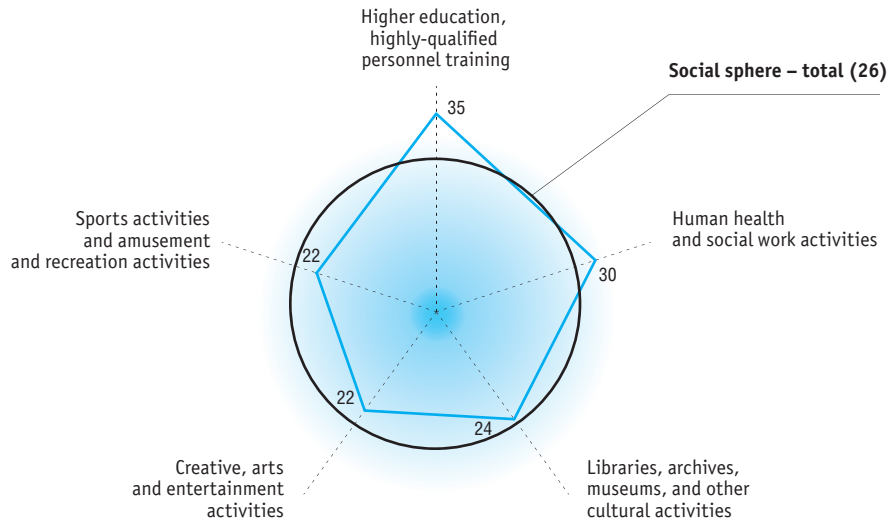 Higher education,
highly-qualified
personnel training
Social sphere – total (26)
35
Sports activities
and amusement
and recreation activities
22
Human health
and social work activities
30
22
24
Creative, arts
and entertainment
activities
Libraries, archives,
museums, and other
cultural activities